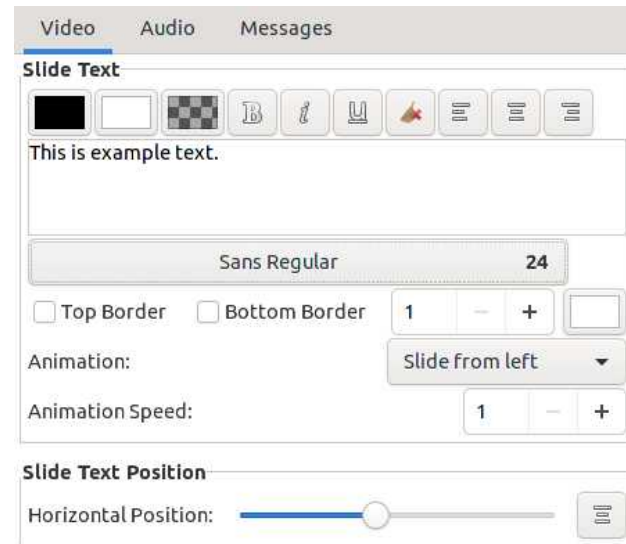 Video Audio Messages
Slide Text
B i U
This is example text.
Sans Regular 24
Top Border Bottom Border 1 − +
Animation: Slide from left
Animation Speed: 1 − +
Slide Text Position
Horizontal Position: